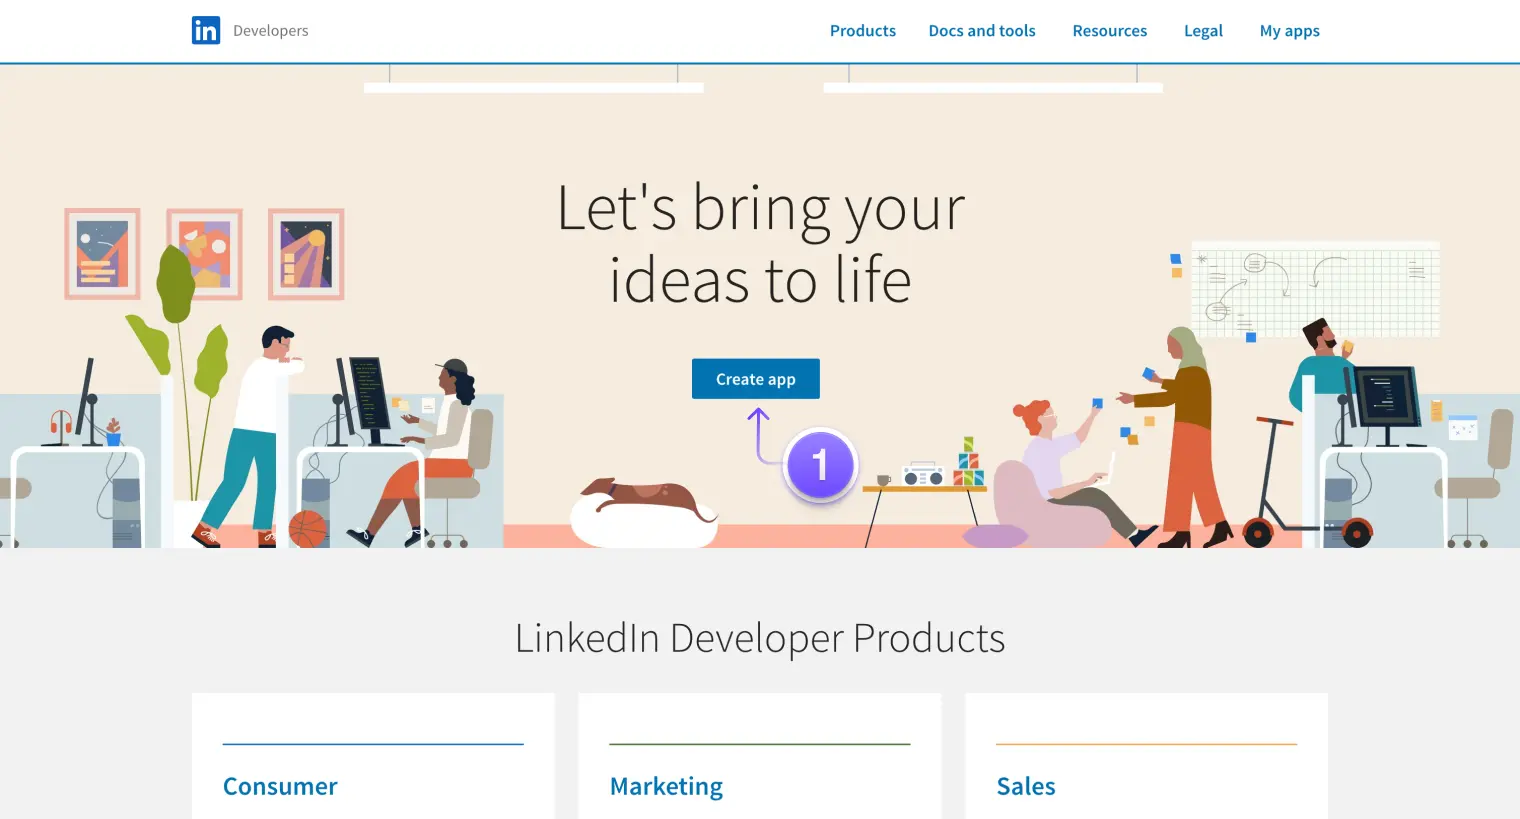 in Developers
Products Docs and tools Resources Legal My apps
Let's bring your
ideas to life
Create app
1
LinkedIn Developer Products
Consumer Marketing Sales